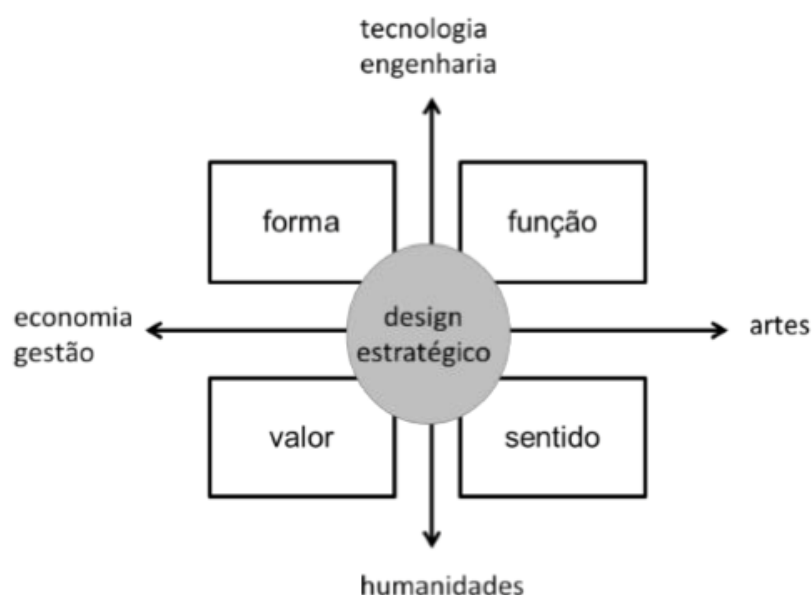 tecnologia
engenharia
forma
função
economia
gestão
design
estratégico
artes
valor
sentido
humanidades